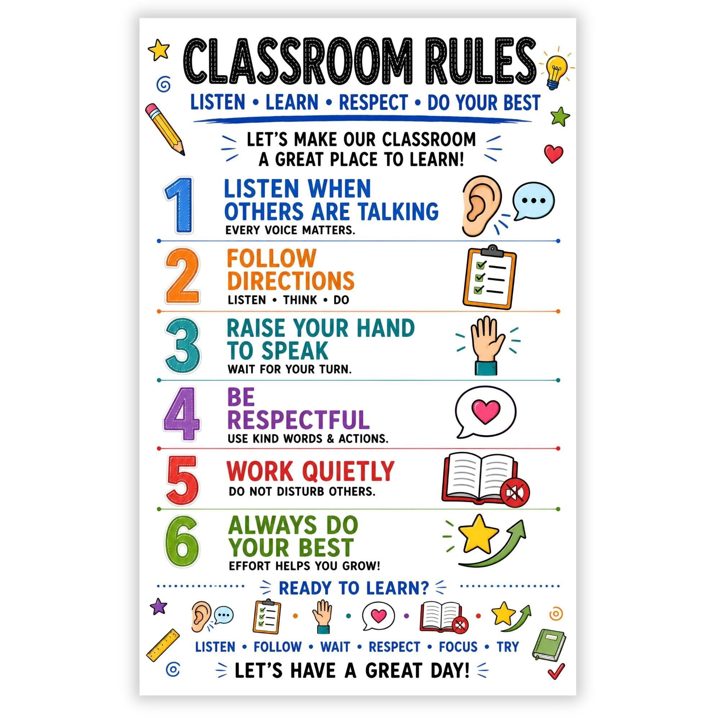 CLASSROOM RULES
LISTEN • LEARN • RESPECT • DO YOUR BEST
LET'S MAKE OUR CLASSROOM
A GREAT PLACE TO LEARN!
1
LISTEN WHEN
OTHERS ARE TALKING
EVERY VOICE MATTERS.
2
FOLLOW
DIRECTIONS
LISTEN • THINK • DO
3
RAISE YOUR HAND
TO SPEAK
WAIT FOR YOUR TURN.
4
BE
RESPECTFUL
USE KIND WORDS & ACTIONS.
5
WORK QUIETLY
DO NOT DISTURB OTHERS.
6
ALWAYS DO
YOUR BEST
EFFORT HELPS YOU GROW!
READY TO LEARN?
LISTEN • FOLLOW • WAIT • RESPECT • FOCUS • TRY
LET'S HAVE A GREAT DAY!